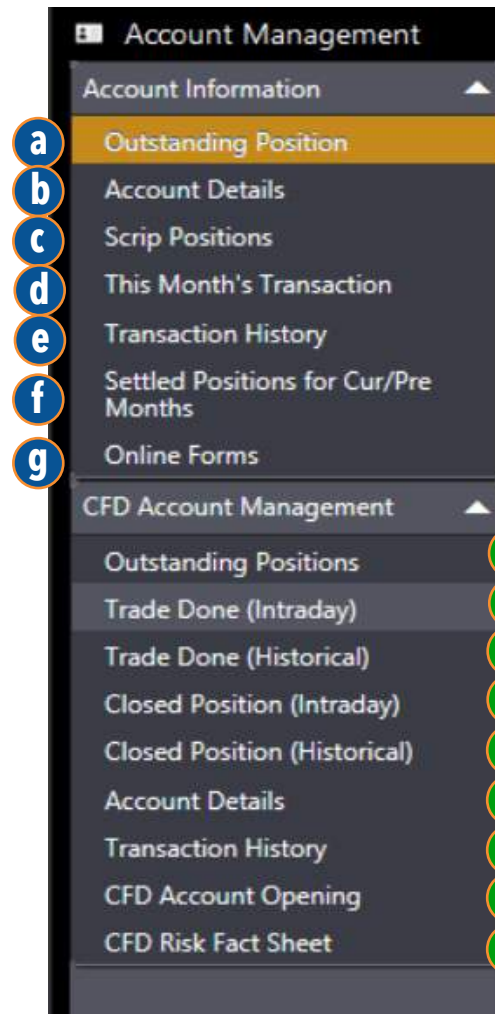 Account Management
Account Information
a Outstanding Position
b Account Details
c Scrip Positions
d This Month's Transaction
e Transaction History
f Settled Positions for Cur/Pre
Months
g Online Forms
CFD Account Management
Outstanding Positions
Trade Done (Intraday)
Trade Done (Historical)
Closed Position (Intraday)
Closed Position (Historical)
Account Details
Transaction History
CFD Account Opening
CFD Risk Fact Sheet